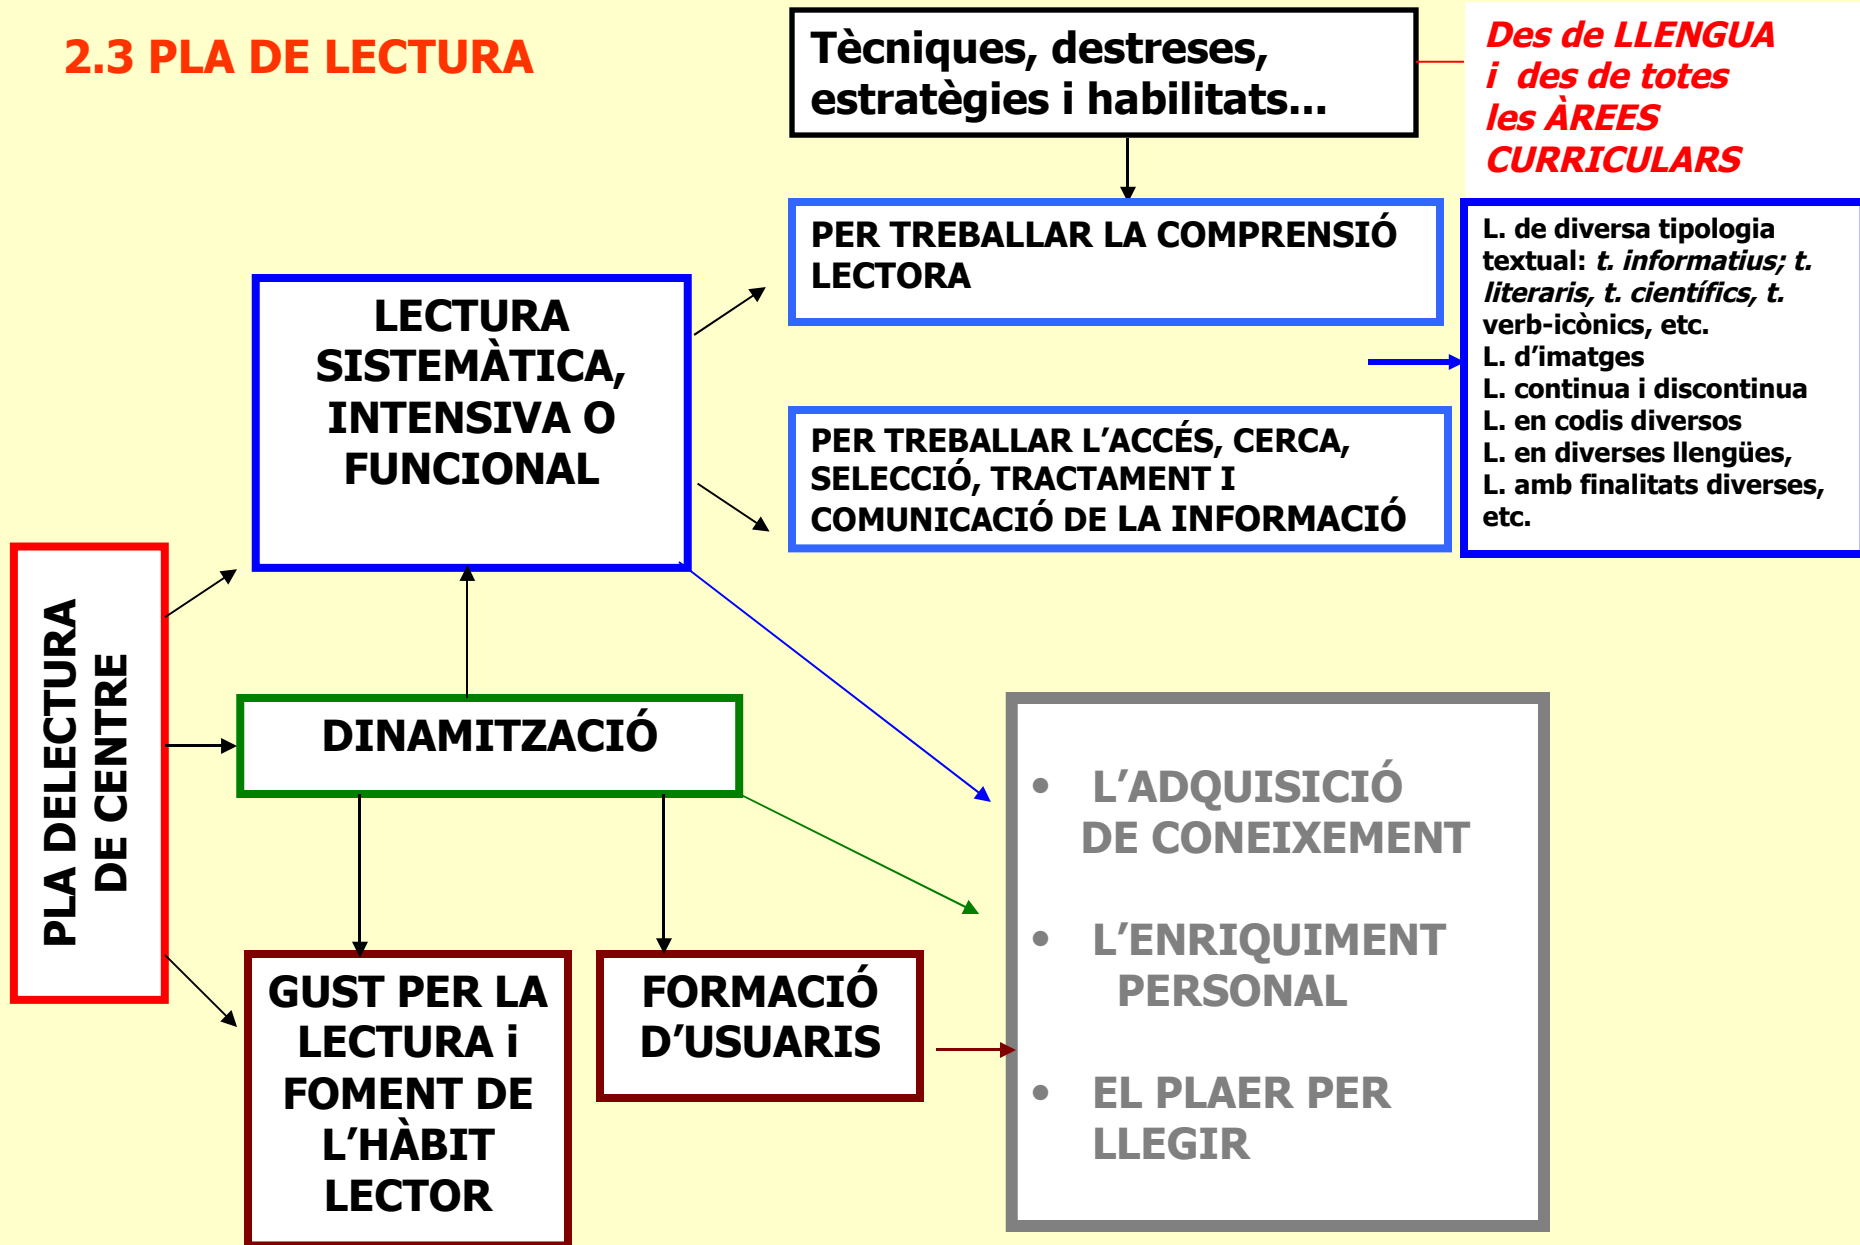 2.3 PLA DE LECTURA
Tècniques, destreses,
estratègies i habilitats...
Des de LLENGUA
i des de totes
les ÀREES
CURRICULARS
PER TREBALLAR LA COMPRENSIÓ
LECTORA
L. de diversa tipologia
textual: t. informatius; t.
literaris, t. científics, t.
verb-icònics, etc.
L. d’imatges
L. continua i discontinua
L. en codis diversos
L. en diverses llengües,
L. amb finalitats diverses,
etc.
LECTURA
SISTEMÀTICA,
INTENSIVA O
FUNCIONAL
PER TREBALLAR L’ACCÉS, CERCA,
SELECCIÓ, TRACTAMENT I
COMUNICACIÓ DE LA INFORMACIÓ
PLA DELECTURA
DE CENTRE
DINAMITZACIÓ
• L’ADQUISICIÓ
DE CONEIXEMENT
• L’ENRIQUIMENT
PERSONAL
• EL PLAER PER
LLEGIR
GUST PER LA
LECTURA i
FOMENT DE
L’HÀBIT
LECTOR
FORMACIÓ
D’USUARIS